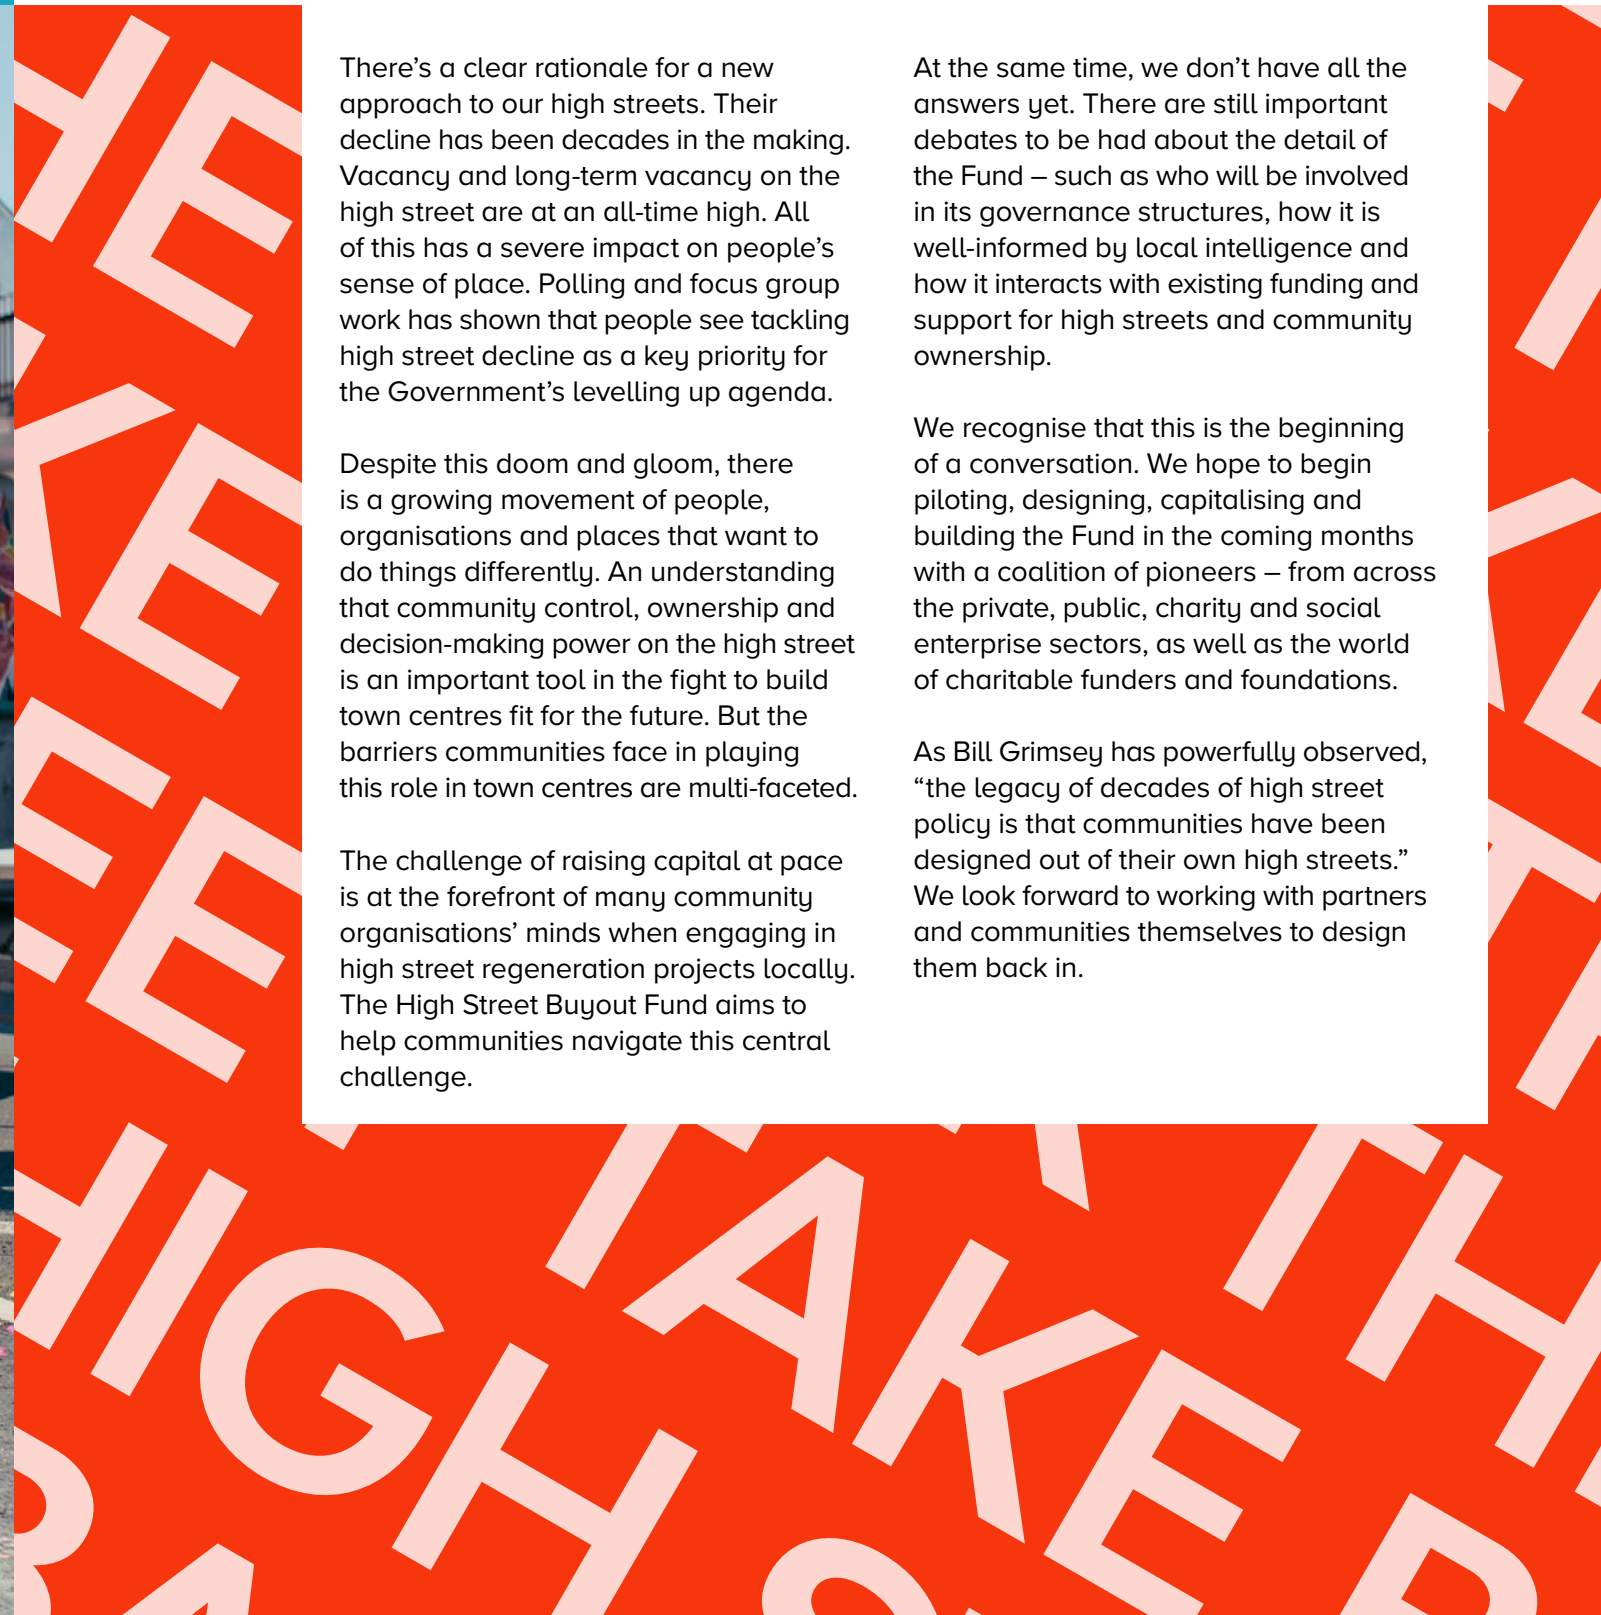 There's a clear rationale for a new
approach to our high streets. Their
decline has been decades in the making.
Vacancy and long-term vacancy on the
high street are at an all-time high. All
of this has a severe impact on people's
sense of place. Polling and focus group
work has shown that people see tackling
high street decline as a key priority for
the Government's levelling up agenda.
Despite this doom and gloom, there
is a growing movement of people,
organisations and places that want to
do things differently. An understanding
that community control, ownership and
decision-making power on the high street
is an important tool in the fight to build
town centres fit for the future. But the
barriers communities face in playing
this role in town centres are multi-faceted.
The challenge of raising capital at pace
is at the forefront of many community
organisations' minds when engaging in
high street regeneration projects locally.
The High Street Buyout Fund aims to
help communities navigate this central
challenge.
At the same time, we don't have all the
answers yet. There are still important
debates to be had about the detail of
the Fund – such as who will be involved
in its governance structures, how it is
well-informed by local intelligence and
how it interacts with existing funding and
support for high streets and community
ownership.
We recognise that this is the beginning
of a conversation. We hope to begin
piloting, designing, capitalising and
building the Fund in the coming months
with a coalition of pioneers – from across
the private, public, charity and social
enterprise sectors, as well as the world
of charitable funders and foundations.
As Bill Grimsey has powerfully observed,
“the legacy of decades of high street
policy is that communities have been
designed out of their own high streets.”
We look forward to working with partners
and communities themselves to design
them back in.
TAKE
HIGH